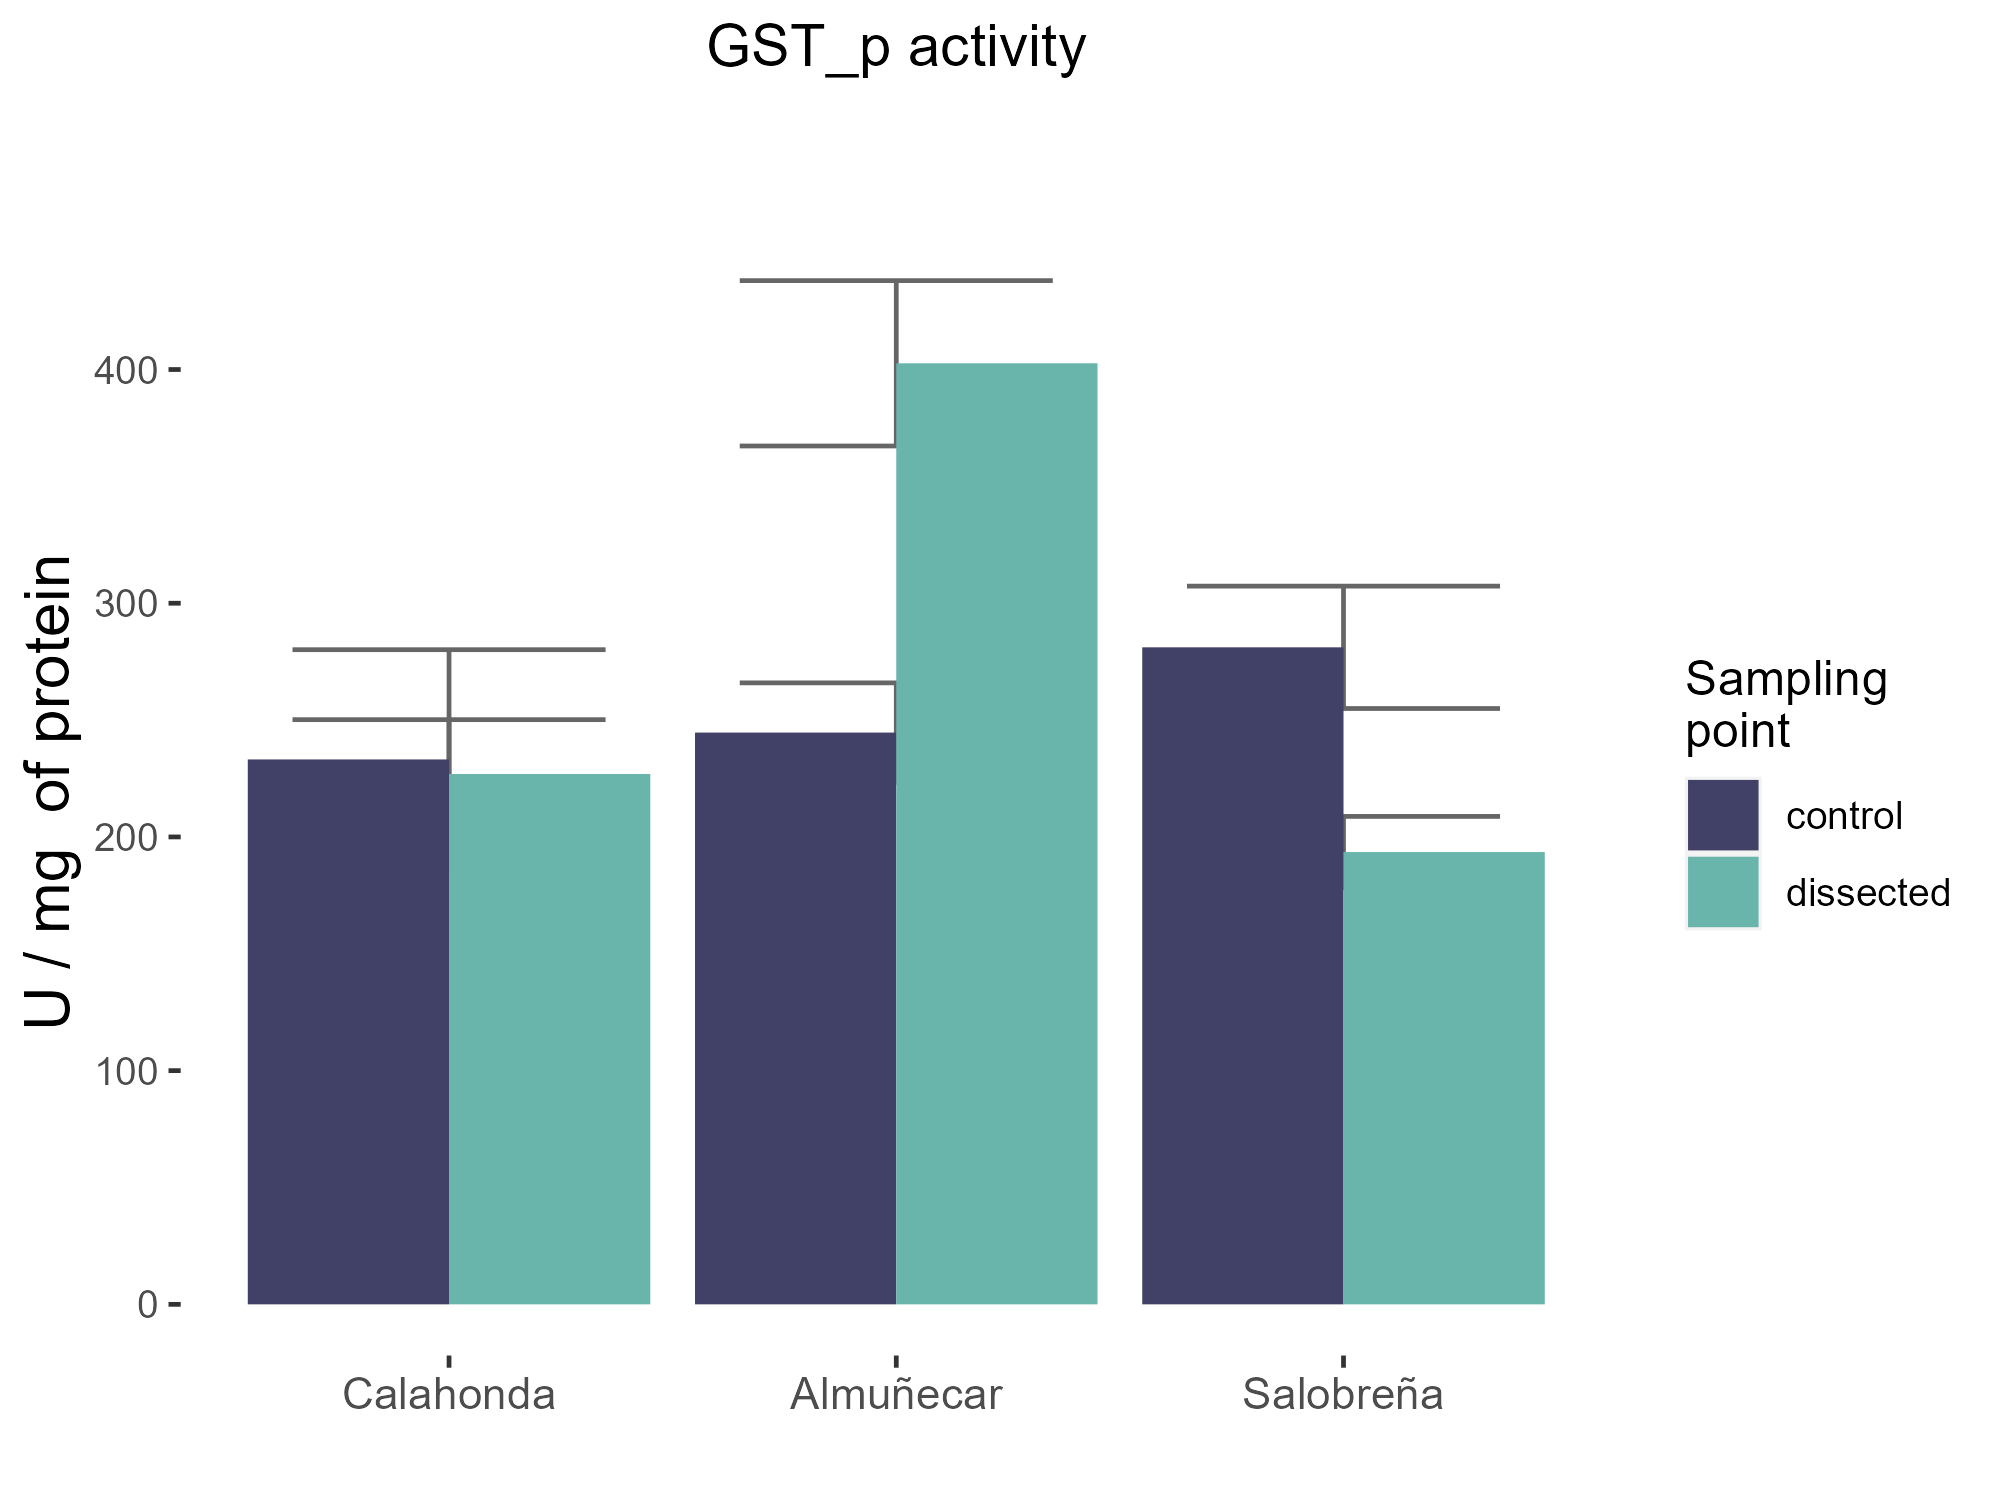 GST_p activity
U / mg  of protein
400
300
200
100
0
Calahonda
Almuñecar
Salobreña
Sampling
point
control
dissected